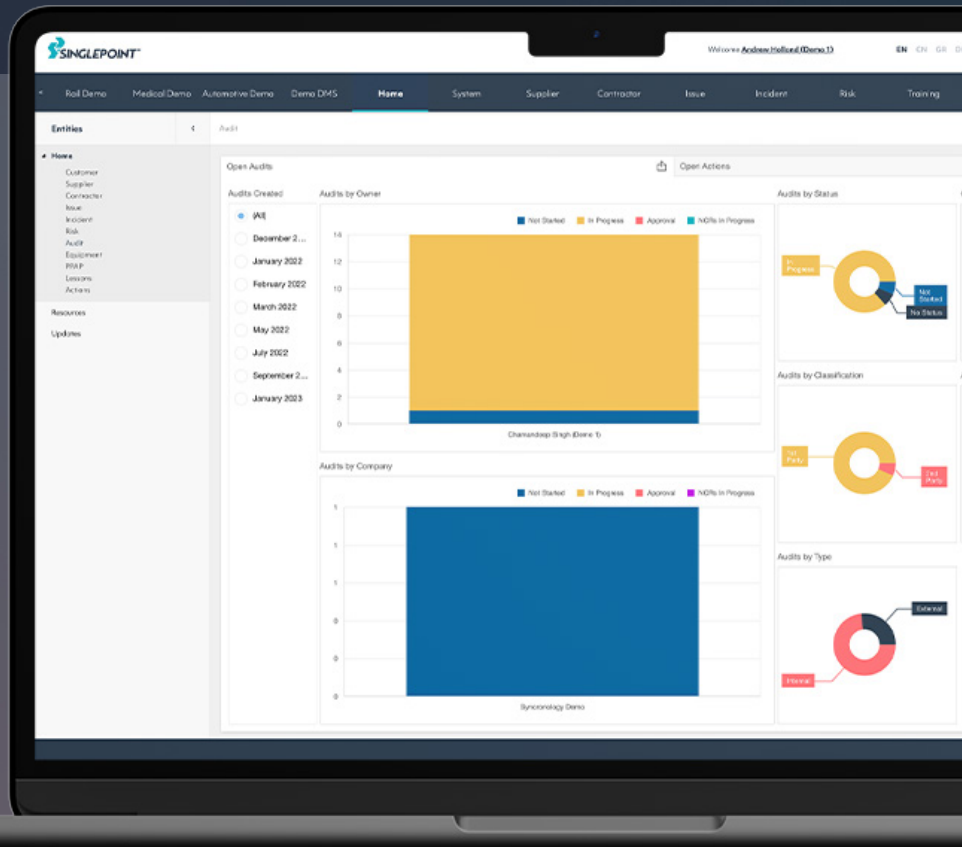 SINGLEPOINT™
Welcome Andrew Holland (Demo 1)
EN CN GR
Rail Demo Medical Demo Automotive Demo Demo DMS Home System Supplier Contractor Issue Incident Risk Training
Entities
Audit
Home
Customer
Supplier
Contractor
Issue
Incident
Risk
Audit
Equipment
PPAP
Lessons
Actions
Resources
Updates
Open Audits
Open Actions
Audits Created
(All)
December 2...
January 2022
February 2022
March 2022
May 2022
July 2022
September 2...
January 2023
Audits by Owner
Not Started In Progress Approval NCRs In Progress
14
12
10
8
6
4
2
0
Chamandeep Singh (Demo 1)
Audits by Company
Not Started In Progress Approval NCRs In Progress
1
1
1
0
0
0
Syncronology Demo
Audits by Status
In
Progress
Not
Started
No Status
Audits by Classification
1st
Party
2nd
Party
Audits by Type
External
Internal